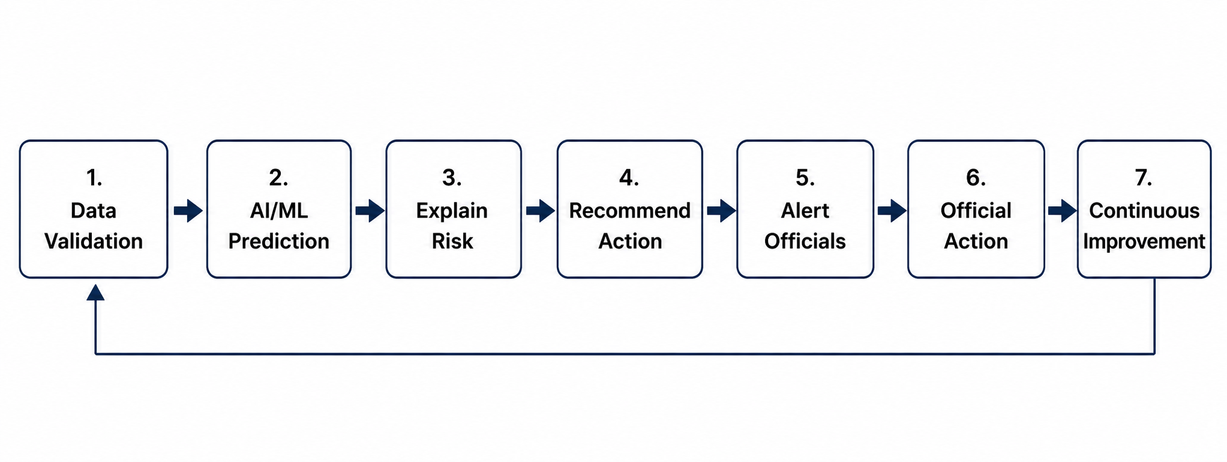 1.
Data
Validation
2.
AI/ML
Prediction
3.
Explain
Risk
4.
Recommend
Action
5.
Alert
Officials
6.
Official
Action
7.
Continuous
Improvement